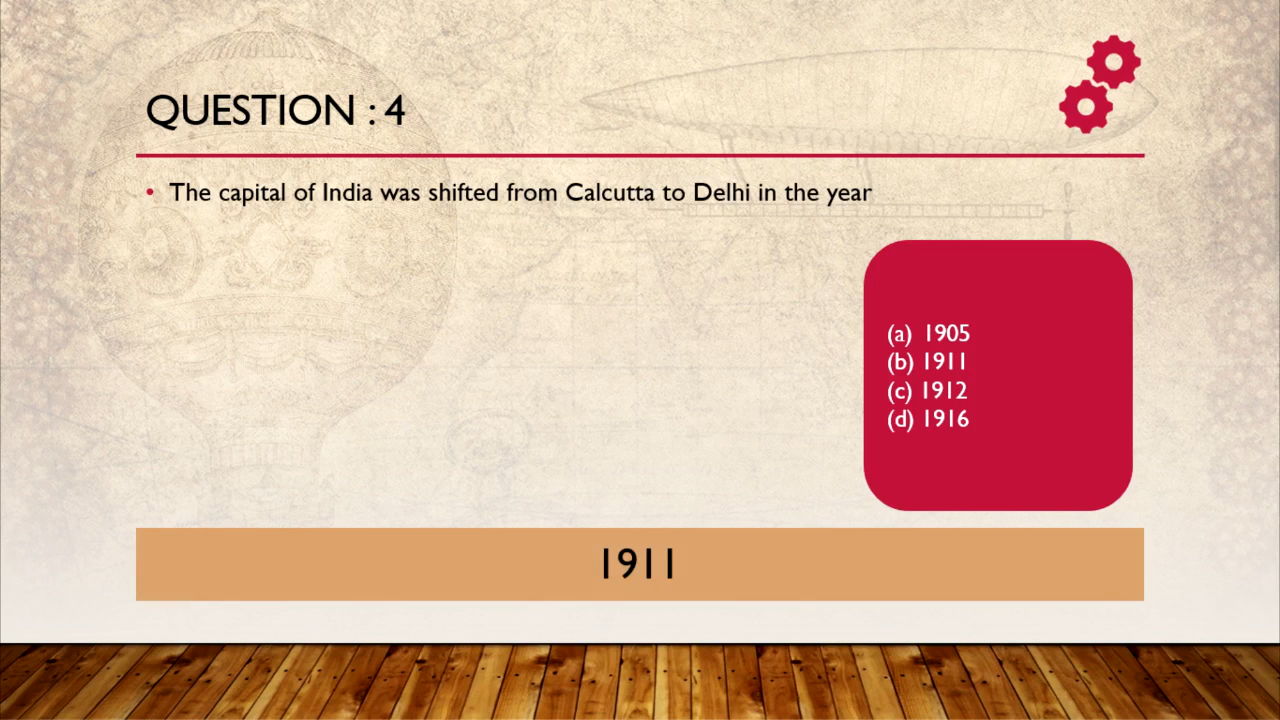 QUESTION : 4
• The capital of India was shifted from Calcutta to Delhi in the year
(a) 1905
(b) 1911
(c) 1912
(d) 1916
1911